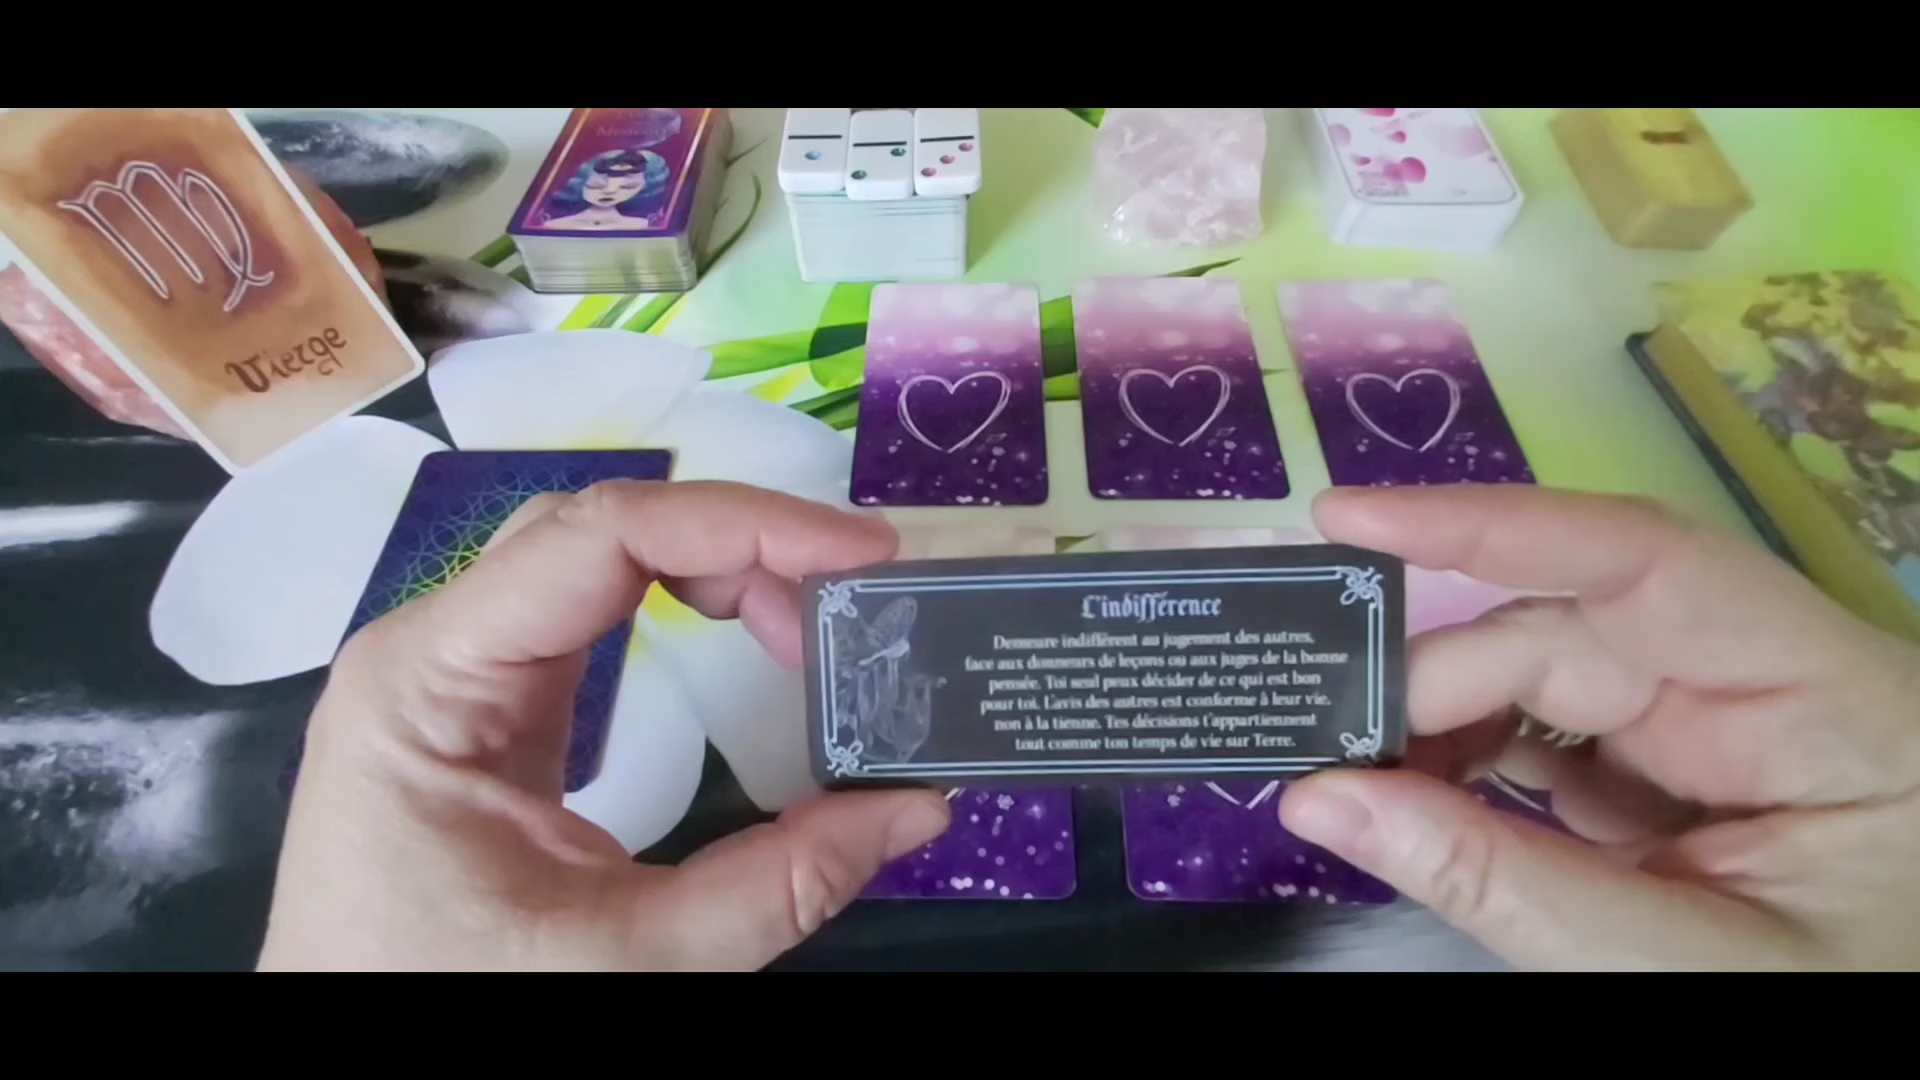 Vierge
L'indifférence
Demeure indifférent au jugement des autres,
face aux donneurs de leçons ou aux juges de la bonne
pensée. Toi seul peux décider de ce qui est bon
pour toi. L'avis des autres est conforme à leur vie,
non à la tienne. Tes décisions t'appartiennent
tout comme ton temps de vie sur Terre.